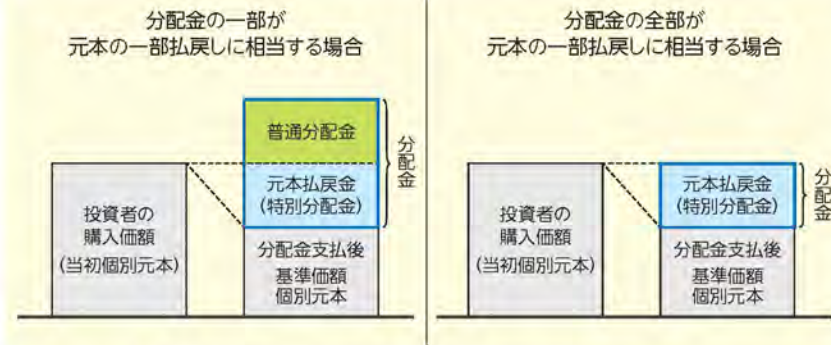 分配金の一部が
元本の一部払戻しに相当する場合
普通分配金
元本払戻金
(特別分配金)
分配金
投資者の
購入価額
(当初個別元本)
分配金支払後
基準価額
個別元本
分配金の全部が
元本の一部払戻しに相当する場合
元本払戻金
(特別分配金)
分配金
投資者の
購入価額
(当初個別元本)
分配金支払後
基準価額
個別元本